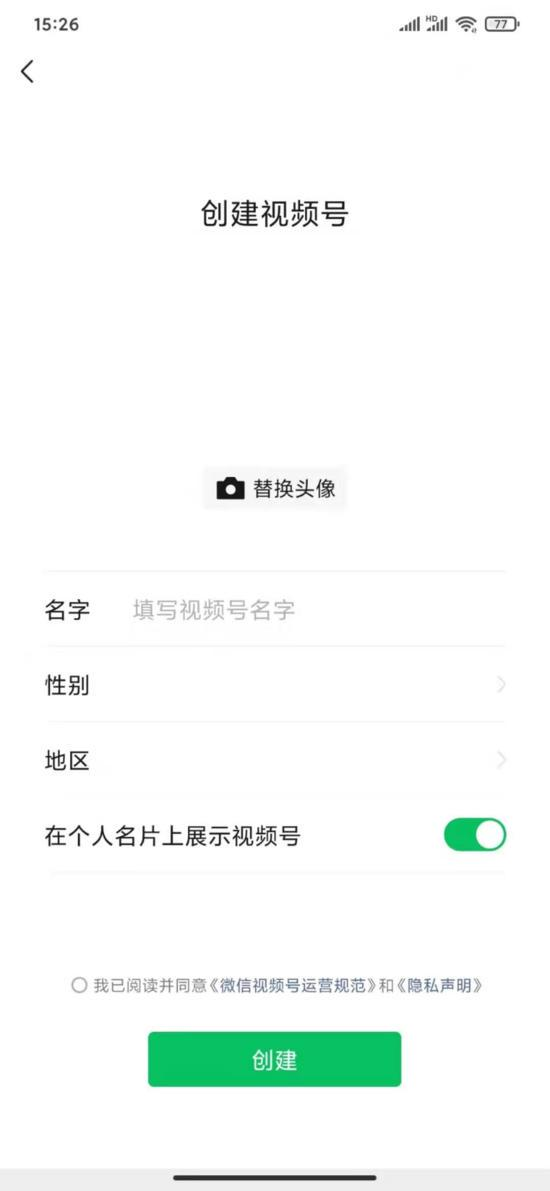 15:26 HD 77
创建视频号
替换头像
名字 填写视频号名字
性别
地区
在个人名片上展示视频号
我已阅读并同意《微信视频号运营规范》和《隐私声明》
创建